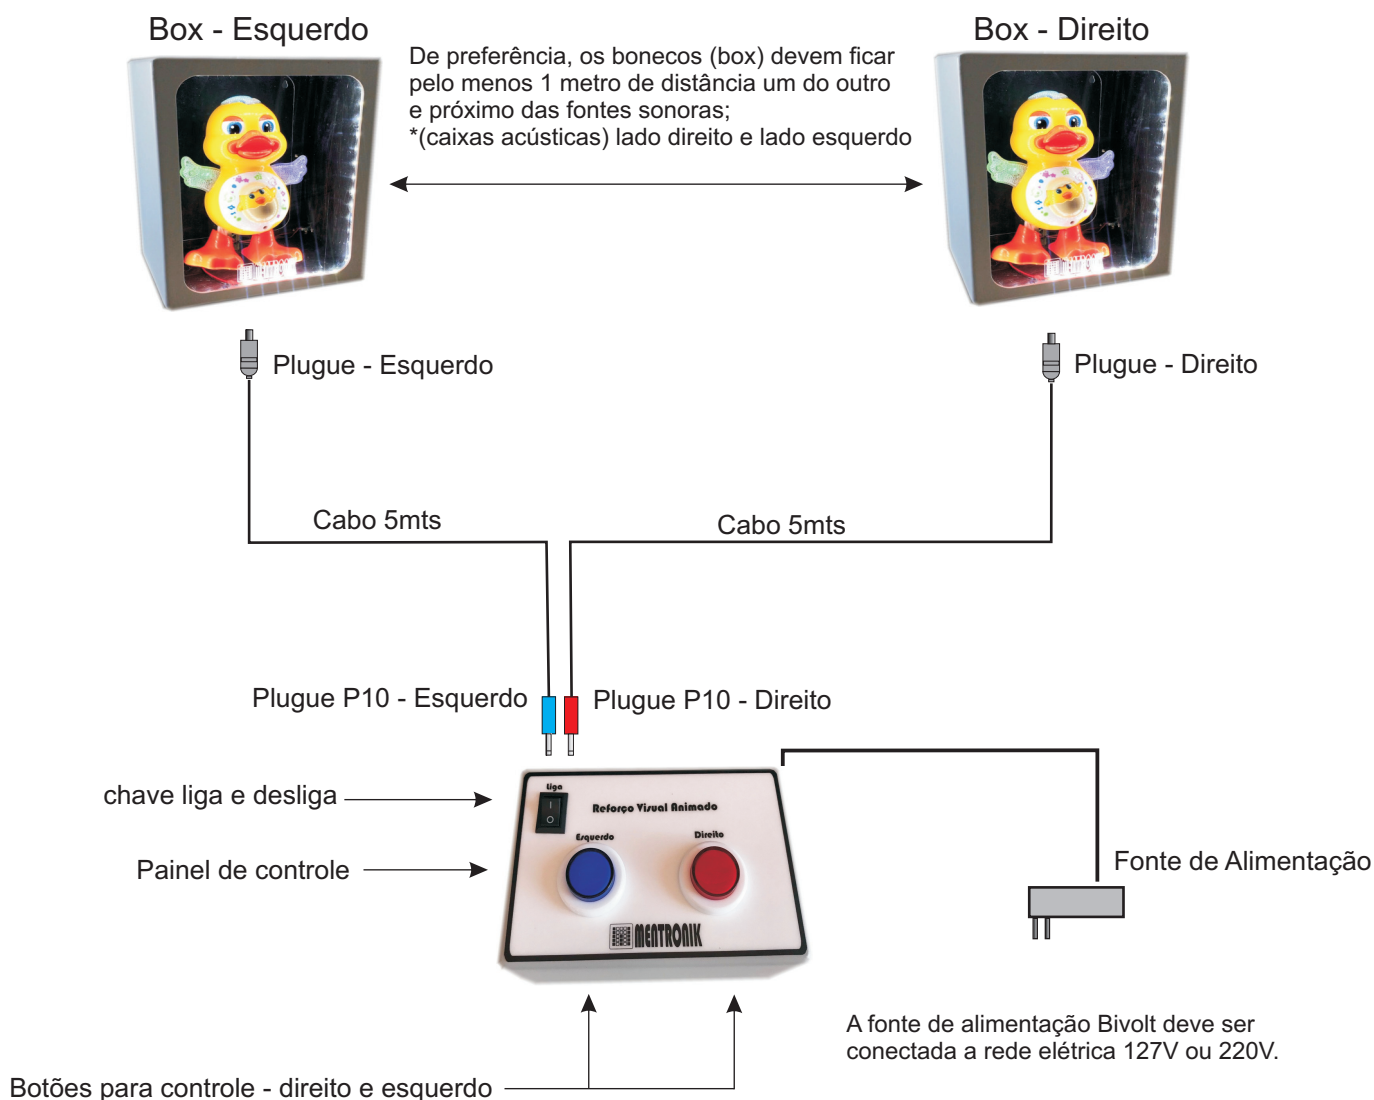 Box - Esquerdo
Box - Direito
De preferência, os bonecos (box) devem ficar
pelo menos 1 metro de distância um do outro
e próximo das fontes sonoras;
*(caixas acústicas) lado direito e lado esquerdo
Plugue - Esquerdo
Plugue - Direito
Cabo 5mts
Cabo 5mts
Plugue P10 - Esquerdo
Plugue P10 - Direito
chave liga e desliga
Liga
Reforço Visual Animado
Esquerdo
Direito
Painel de controle
Fonte de Alimentação
MENTRONIK
A fonte de alimentação Bivolt deve ser
conectada a rede elétrica 127V ou 220V.
Botões para controle - direito e esquerdo